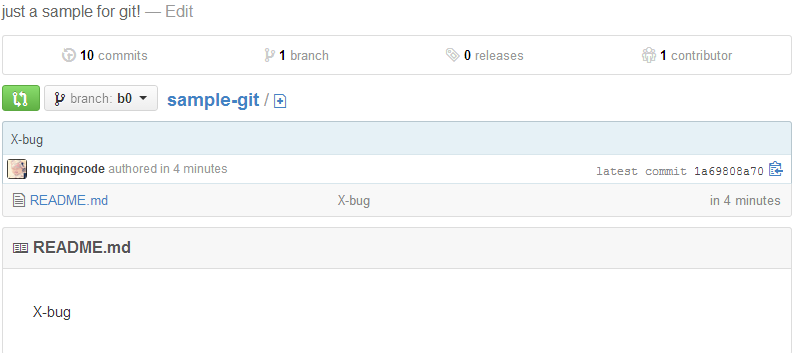 just a sample for git! — Edit
10 commits 1 branch 0 releases 1 contributor
branch: b0 sample-git /
X-bug
zhuqingcode authored in 4 minutes latest commit 1a69808a70
README.md X-bug in 4 minutes
README.md
X-bug